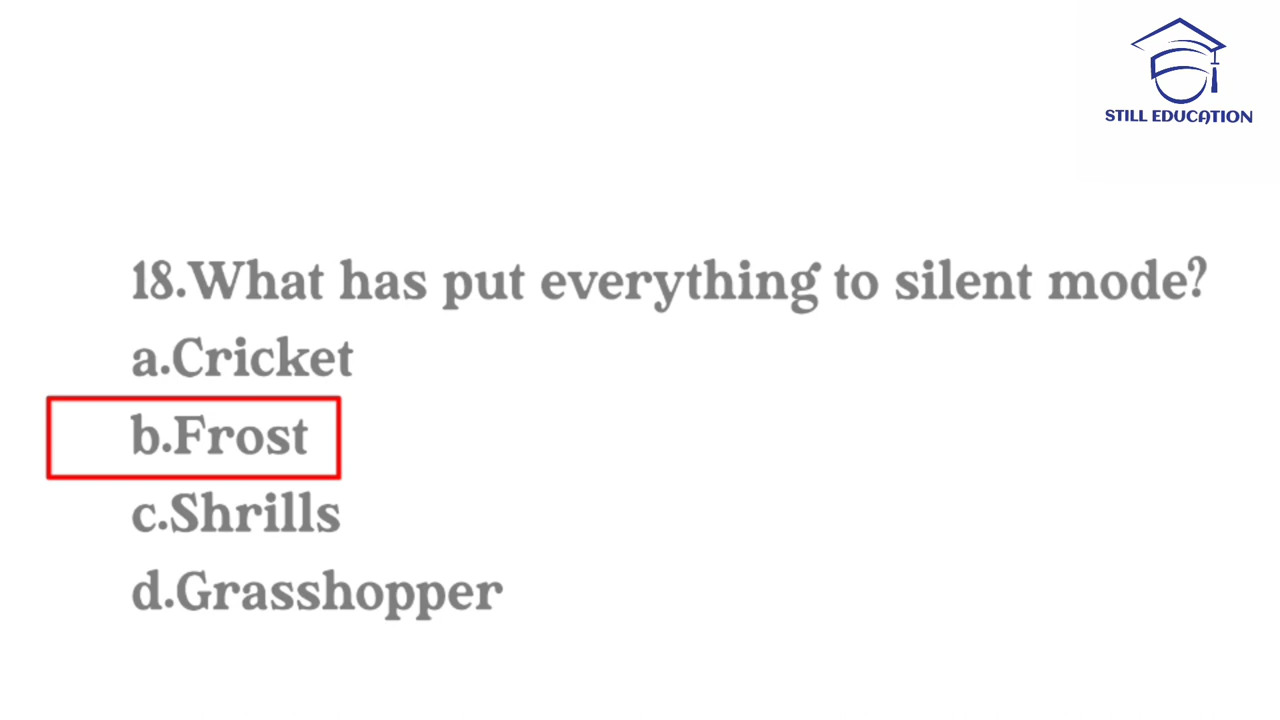 STILL EDUCATION
18.What has put everything to silent mode?
a.Cricket
b.Frost
c.Shrills
d.Grasshopper